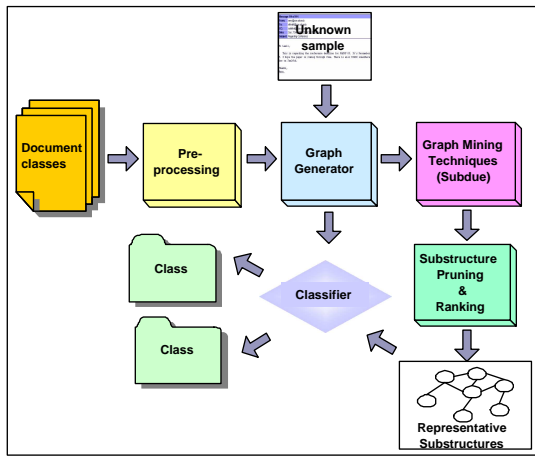 Unknown
sample
Document
classes
Pre-
processing
Graph
Generator
Graph Mining
Techniques
(Subdue)
Class
Classifier
Substructure
Pruning
&
Ranking
Class
Representative
Substructures